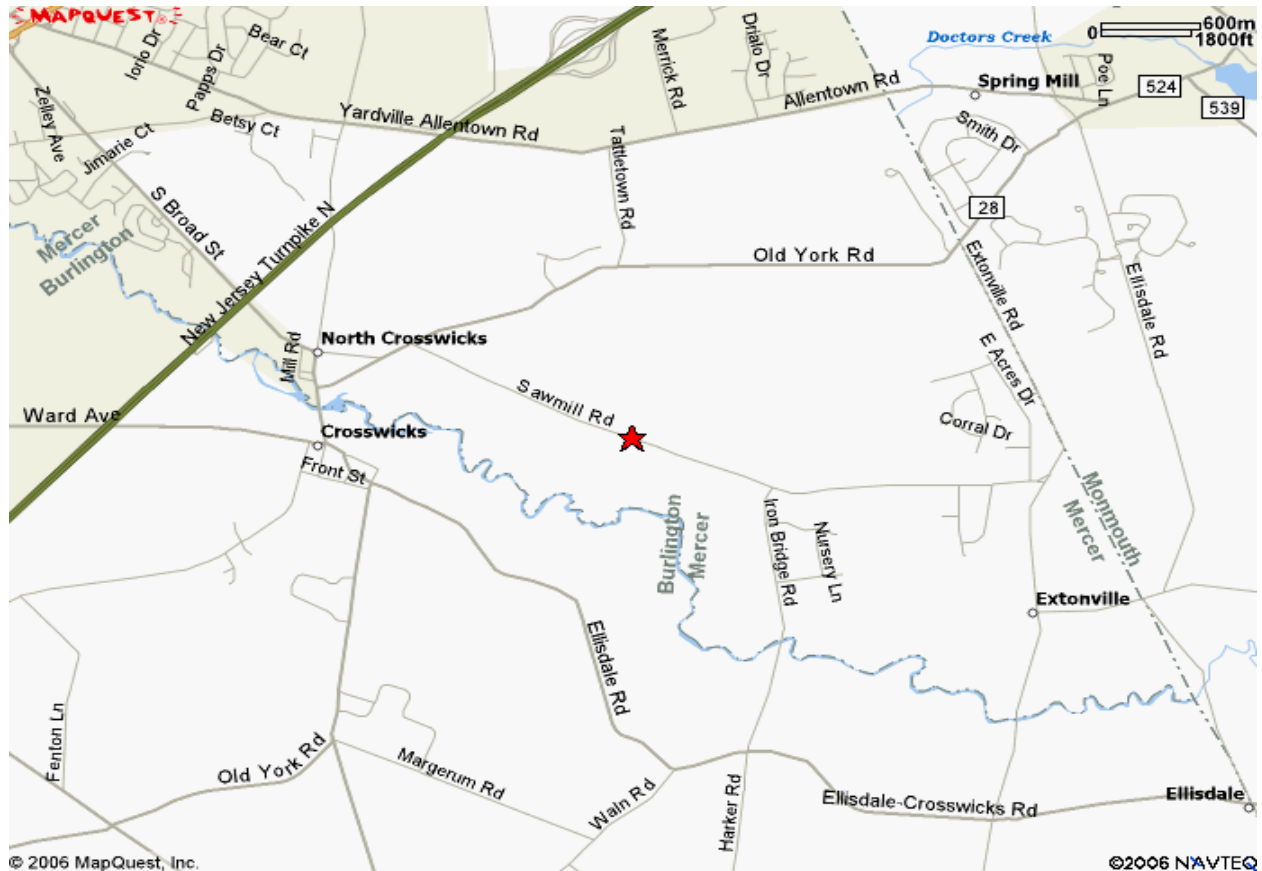 MAPQUEST®
600m
0
1800ft
Doctors Creek
Bear Ct
Iorio Dr
Papps Dr
Merrick Rd
Drialo Dr
Poe Ln
Spring Mill
Allentown Rd
524
539
Zelley Ave
Betsy Ct
Yardville Allentown Rd
Jimarie Ct
Tattletown Rd
Smith Dr
28
S Broad St
Mercer
Burlington
New Jersey Turnpike N
Old York Rd
Extonville Rd
Ellisdale Rd
North Crosswicks
Mill Rd
E Acres Dr
Sawmill Rd
Ward Ave
Crosswicks
Corral Dr
Front St
Burlington
Mercer
Iron Bridge Rd
Nursery Ln
Monmouth
Mercer
Extonville
Ellisdale Rd
Fenton Ln
Old York Rd
Margerum Rd
Waln Rd
Harker Rd
Ellisdale-Crosswicks Rd
Ellisdale
© 2006 MapQuest, Inc.
©2006 NAVTEQ